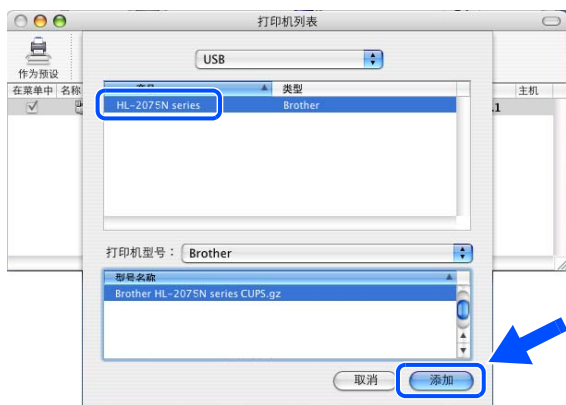 打印机列表
USB
作为预设
在菜单中 名称
类型
主机
HL-2075N series Brother
.1
打印机型号： Brother
型号名称
Brother HL-2075N series CUPS.gz
取消 添加